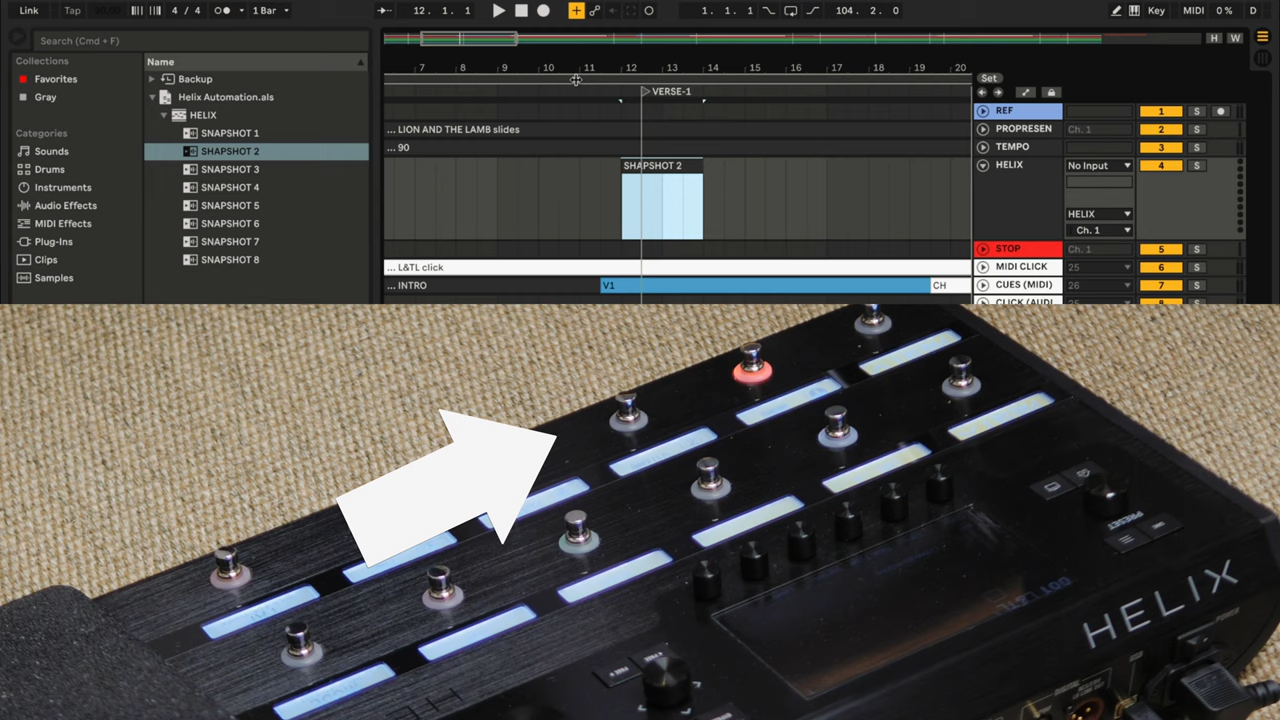 Link Tap 4 / 4 1 Bar 12. 1. 1 1. 1. 1 104. 2. 0 Key MIDI 0 % D
Search (Cmd + F)
H W
Collections
Name
Favorites
Backup
7 8 9 10 11 12 13 14 15 16 17 18 19 20
Set
Gray
Helix Automation.als
VERSE-1
HELIX
REF 1 S
Categories
SNAPSHOT 1
... LION AND THE LAMB slides
PROPRESEN Ch. 1 2 S
Sounds
SHAPSHOT 2
... 90
TEMPO 3 S
Drums
SNAPSHOT 3
SHAPSHOT 2
HELIX No Input 4 S
Instruments
SNAPSHOT 4
Audio Effects
SNAPSHOT 5
HELIX
MIDI Effects
SNAPSHOT 6
Ch. 1
Plug-Ins
SNAPSHOT 7
STOP Ch. 1 5 S
Clips
SNAPSHOT 8
... L&TL click
MIDI CLICK 25 6 S
Samples
... INTRO V1 CH
CUES (MIDI) 26 7 S
CLICK (AUDI
PRESET
HELIX